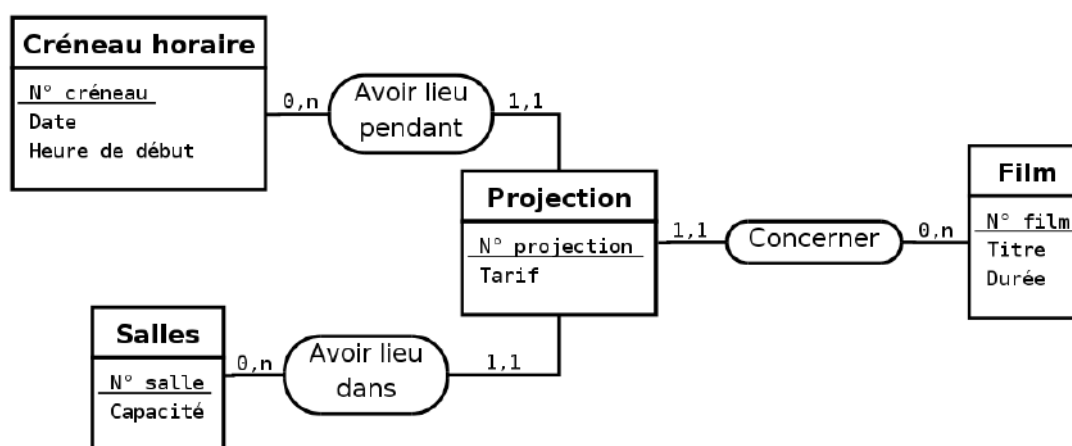 Créneau horaire
N° créneau
Date
Heure de début
0,n
Avoir lieu
pendant
1,1
Projection
N° projection
Tarif
1,1
Concerner
0,n
Film
N° film
Titre
Durée
Salles
N° salle
Capacité
0,n
Avoir lieu
dans
1,1